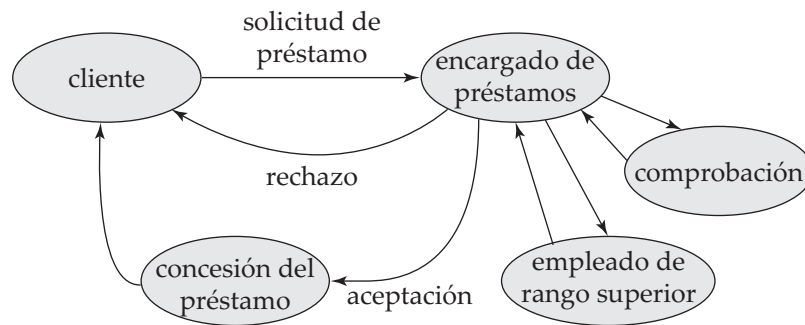 solicitud de
préstamo
cliente
encargado de
préstamos
rechazo
comprobación
concesión del
préstamo
aceptación
empleado de
rango superior